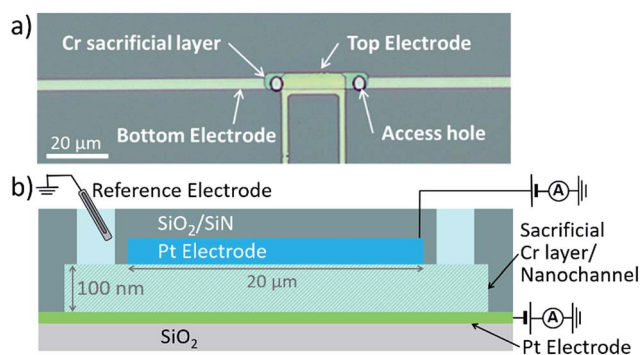 a)
Cr sacrificial layer
Top Electrode
Bottom Electrode
Access hole
20 µm
b)
Reference Electrode
A
SiO₂/SiN
Pt Electrode
20 µm
100 nm
Sacrificial
Cr layer/
Nanochannel
A
SiO₂
Pt Electrode